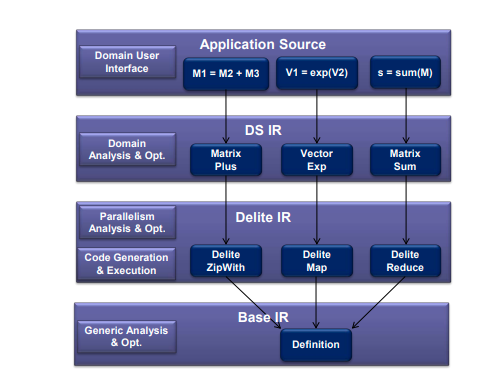 Application Source
Domain User
Interface
M1 = M2 + M3
V1 = exp(V2)
s = sum(M)
DS IR
Domain
Analysis & Opt.
Matrix
Plus
Vector
Exp
Matrix
Sum
Delite IR
Parallelism
Analysis & Opt.
Code Generation
& Execution
Delite
ZipWith
Delite
Map
Delite
Reduce
Base IR
Generic Analysis
& Opt.
Definition